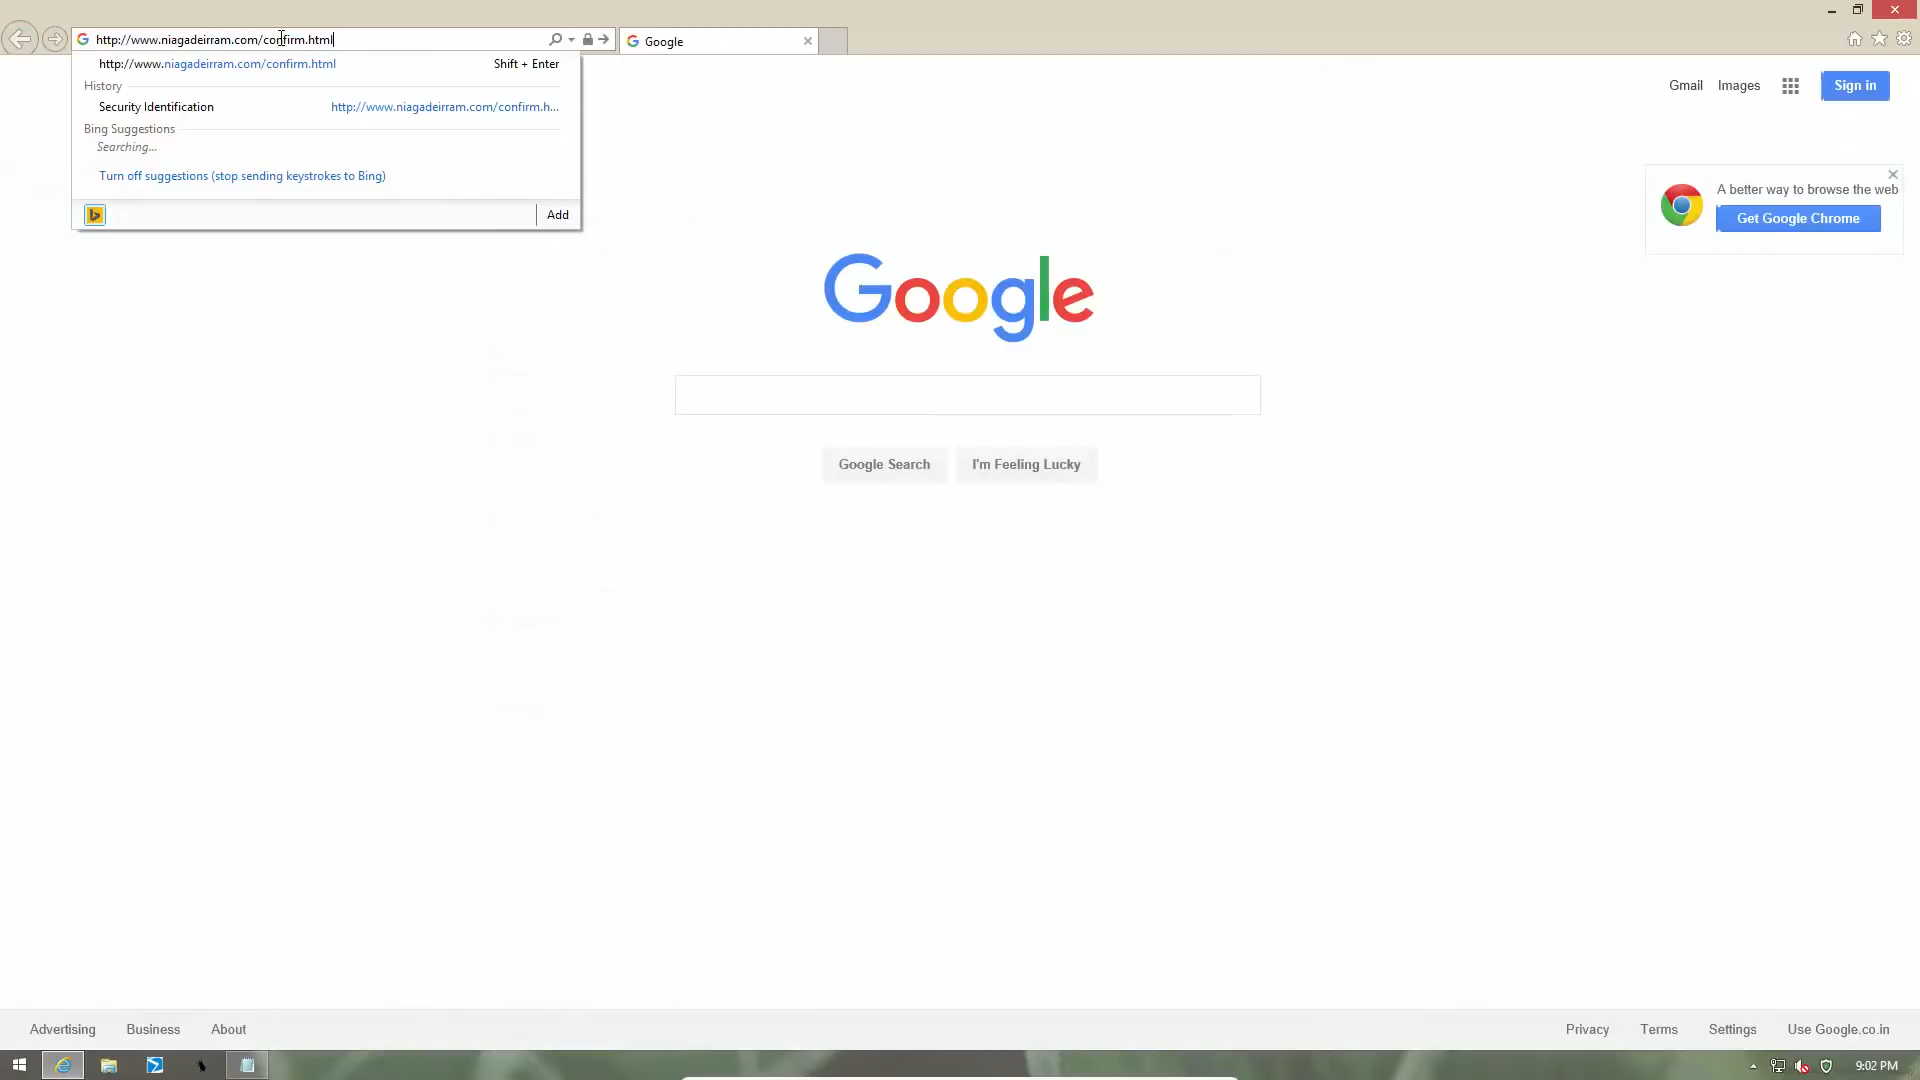 http://www.niagadeirram.com/confirm.html
Google
http://www.niagadeirram.com/confirm.html Shift + Enter
History
Security Identification http://www.niagadeirram.com/confirm.h...
Bing Suggestions
Searching...
Turn off suggestions (stop sending keystrokes to Bing)
Add
Gmail Images Sign in
A better way to browse the web
Get Google Chrome
Google
Google Search I'm Feeling Lucky
Advertising Business About Privacy Terms Settings Use Google.co.in
9:02 PM